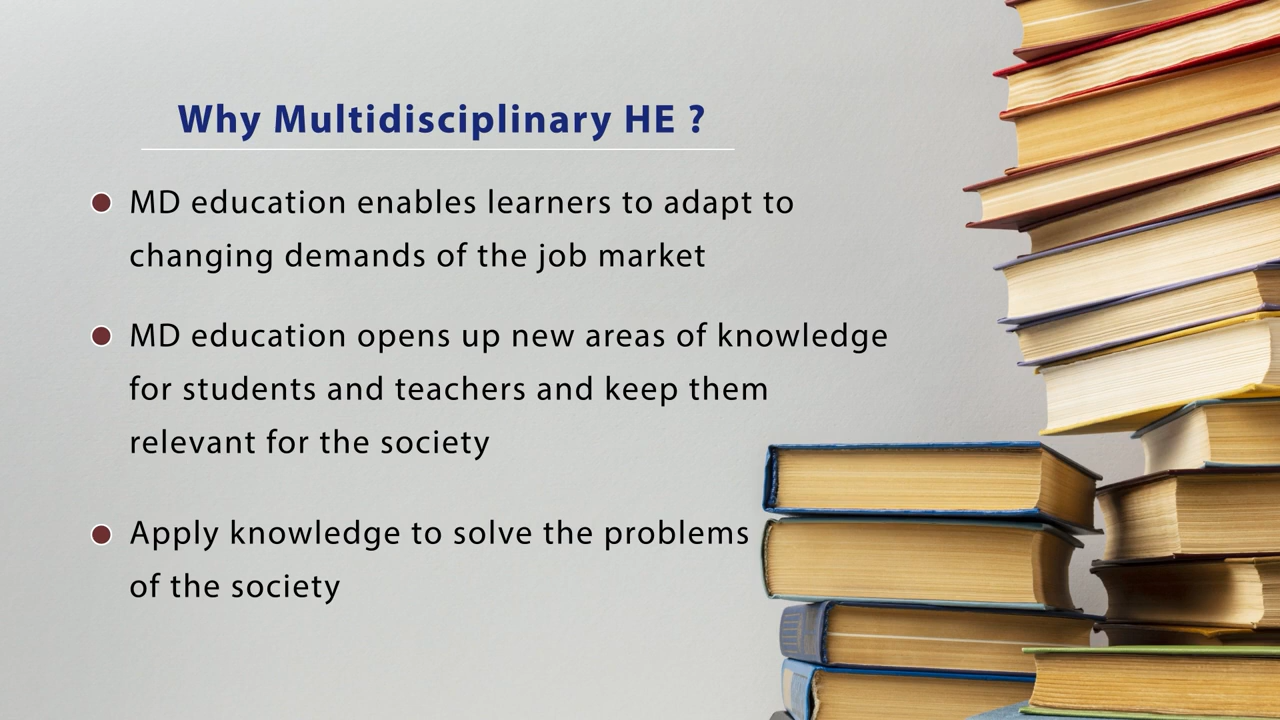 Why Multidisciplinary HE ?
MD education enables learners to adapt to
changing demands of the job market
MD education opens up new areas of knowledge
for students and teachers and keep them
relevant for the society
Apply knowledge to solve the problems
of the society